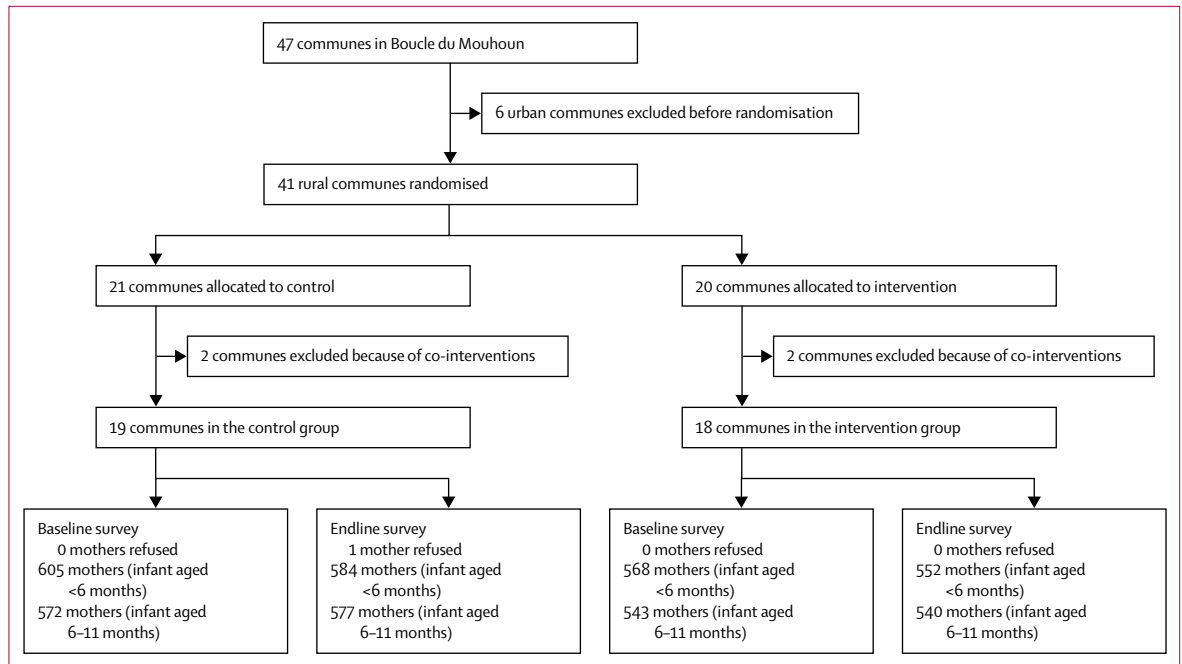 47 communes in Boucle du Mouhoun
6 urban communes excluded before randomisation
41 rural communes randomised
21 communes allocated to control
20 communes allocated to intervention
2 communes excluded because of co-interventions
2 communes excluded because of co-interventions
19 communes in the control group
18 communes in the intervention group
Baseline survey
0 mothers refused
605 mothers (infant aged
<6 months)
572 mothers (infant aged
6–11 months)
Endline survey
1 mother refused
584 mothers (infant aged
<6 months)
577 mothers (infant aged
6–11 months)
Baseline survey
0 mothers refused
568 mothers (infant aged
<6 months)
543 mothers (infant aged
6–11 months)
Endline survey
0 mothers refused
552 mothers (infant aged
<6 months)
540 mothers (infant aged
6–11 months)